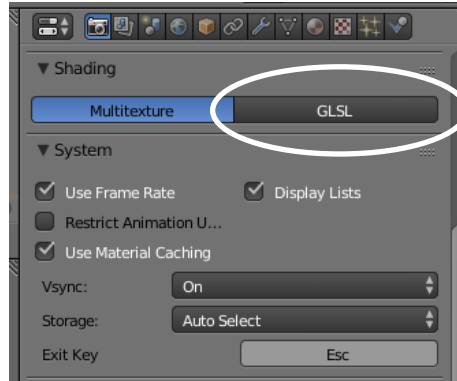 Shading
Multitexture GLSL
System
Use Frame Rate Display Lists
Restrict Animation U...
Use Material Caching
Vsync: On
Storage: Auto Select
Exit Key Esc